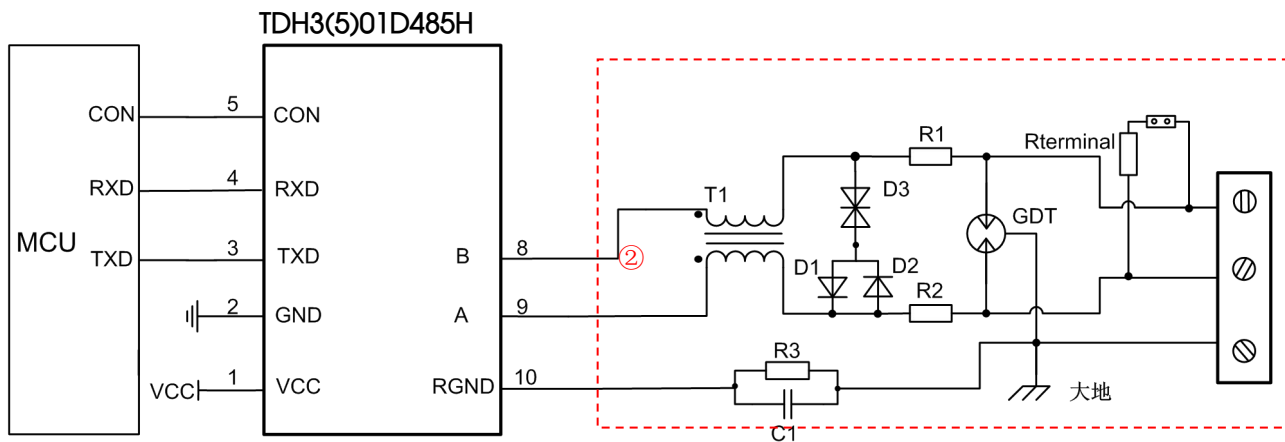 TDH3(5)01D485H
MCU
CON
RXD
TXD
VCC
5
4
3
2
1
CON
RXD
TXD
GND
VCC
B
A
RGND
8
9
10
②
T1
D3
D1
D2
R1
R2
GDT
Rterminal
R3
C1
大地